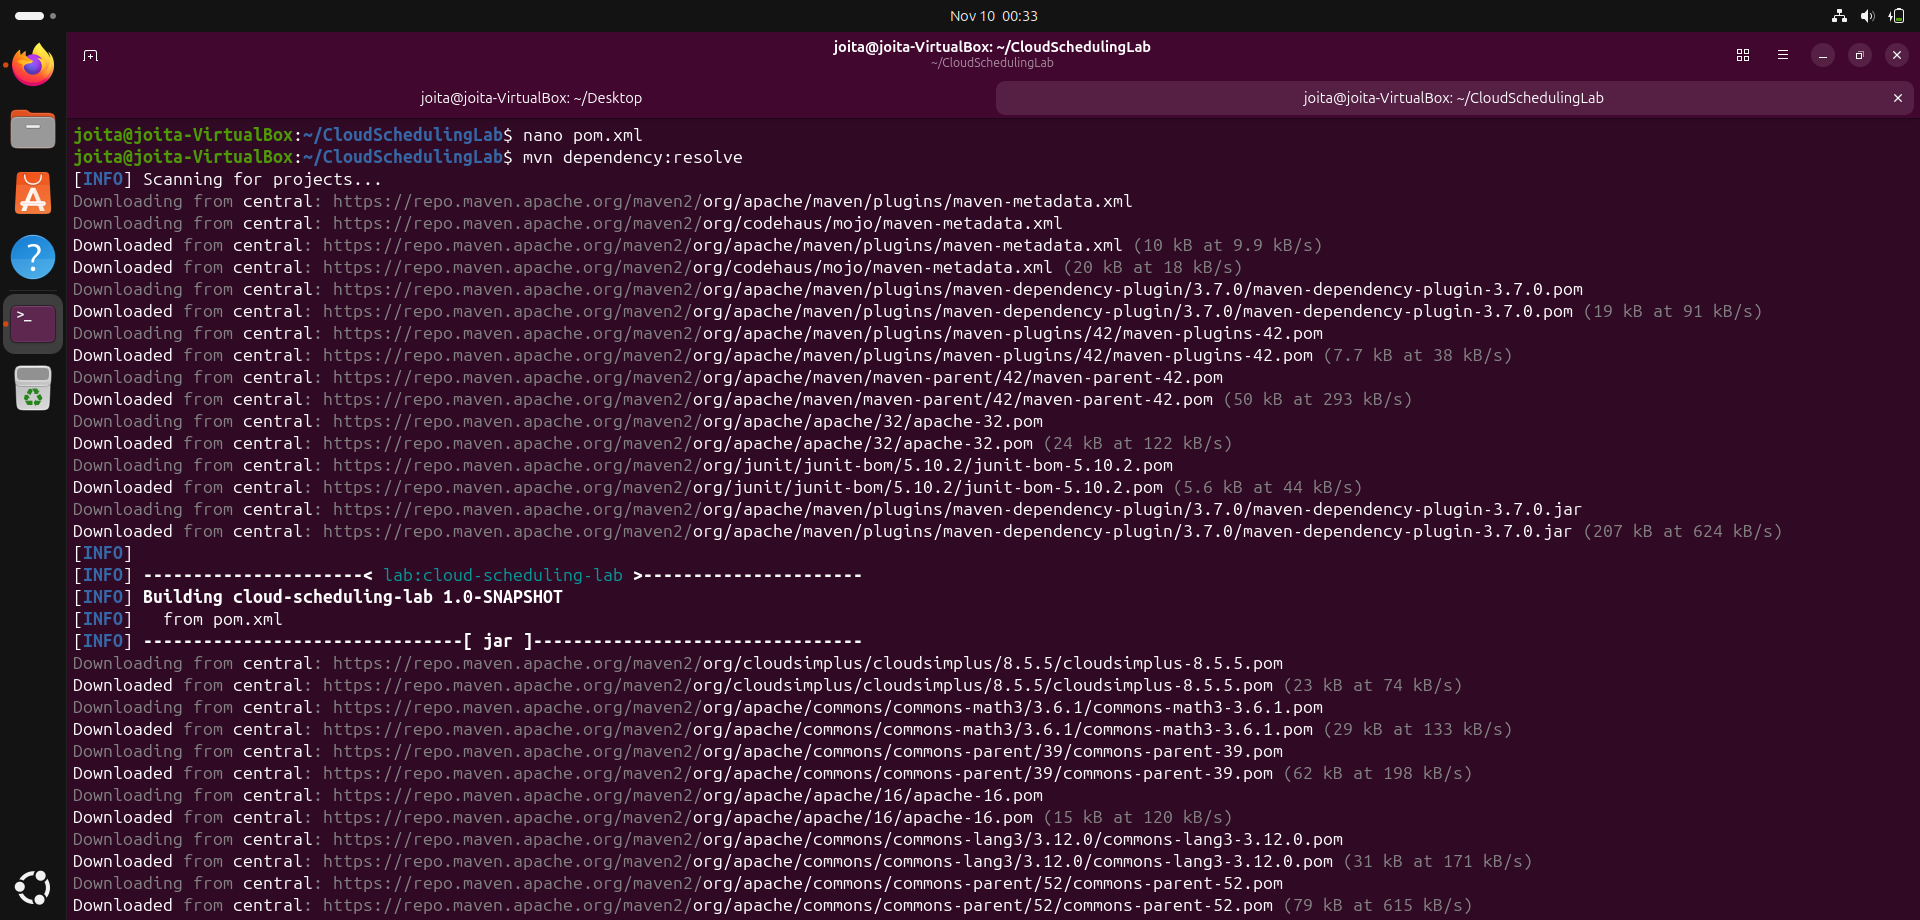 Nov 10 00:33
joita@joita-VirtualBox: ~/CloudSchedulingLab
~/CloudSchedulingLab
joita@joita-VirtualBox: ~/Desktop
joita@joita-VirtualBox: ~/CloudSchedulingLab
joita@joita-VirtualBox:~/CloudSchedulingLab$ nano pom.xml
joita@joita-VirtualBox:~/CloudSchedulingLab$ mvn dependency:resolve
[INFO] Scanning for projects...
Downloading from central: https://repo.maven.apache.org/maven2/org/apache/maven/plugins/maven-metadata.xml
Downloading from central: https://repo.maven.apache.org/maven2/org/codehaus/mojo/maven-metadata.xml
Downloaded from central: https://repo.maven.apache.org/maven2/org/apache/maven/plugins/maven-metadata.xml (10 kB at 9.9 kB/s)
Downloaded from central: https://repo.maven.apache.org/maven2/org/codehaus/mojo/maven-metadata.xml (20 kB at 18 kB/s)
Downloading from central: https://repo.maven.apache.org/maven2/org/apache/maven/plugins/maven-dependency-plugin/3.7.0/maven-dependency-plugin-3.7.0.pom
Downloaded from central: https://repo.maven.apache.org/maven2/org/apache/maven/plugins/maven-dependency-plugin/3.7.0/maven-dependency-plugin-3.7.0.pom (19 kB at 91 kB/s)
Downloading from central: https://repo.maven.apache.org/maven2/org/apache/maven/plugins/maven-plugins/42/maven-plugins-42.pom
Downloaded from central: https://repo.maven.apache.org/maven2/org/apache/maven/plugins/maven-plugins/42/maven-plugins-42.pom (7.7 kB at 38 kB/s)
Downloading from central: https://repo.maven.apache.org/maven2/org/apache/maven/maven-parent/42/maven-parent-42.pom
Downloaded from central: https://repo.maven.apache.org/maven2/org/apache/maven/maven-parent/42/maven-parent-42.pom (50 kB at 293 kB/s)
Downloading from central: https://repo.maven.apache.org/maven2/org/apache/apache/32/apache-32.pom
Downloaded from central: https://repo.maven.apache.org/maven2/org/apache/apache/32/apache-32.pom (24 kB at 122 kB/s)
Downloading from central: https://repo.maven.apache.org/maven2/org/junit/junit-bom/5.10.2/junit-bom-5.10.2.pom
Downloaded from central: https://repo.maven.apache.org/maven2/org/junit/junit-bom/5.10.2/junit-bom-5.10.2.pom (5.6 kB at 44 kB/s)
Downloading from central: https://repo.maven.apache.org/maven2/org/apache/maven/plugins/maven-dependency-plugin/3.7.0/maven-dependency-plugin-3.7.0.jar
Downloaded from central: https://repo.maven.apache.org/maven2/org/apache/maven/plugins/maven-dependency-plugin/3.7.0/maven-dependency-plugin-3.7.0.jar (207 kB at 624 kB/s)
[INFO]
[INFO] ----------------------< lab:cloud-scheduling-lab >----------------------
[INFO] Building cloud-scheduling-lab 1.0-SNAPSHOT
[INFO]   from pom.xml
[INFO] --------------------------------[ jar ]---------------------------------
Downloading from central: https://repo.maven.apache.org/maven2/org/cloudsimplus/cloudsimplus/8.5.5/cloudsimplus-8.5.5.pom
Downloaded from central: https://repo.maven.apache.org/maven2/org/cloudsimplus/cloudsimplus/8.5.5/cloudsimplus-8.5.5.pom (23 kB at 74 kB/s)
Downloading from central: https://repo.maven.apache.org/maven2/org/apache/commons/commons-math3/3.6.1/commons-math3-3.6.1.pom
Downloaded from central: https://repo.maven.apache.org/maven2/org/apache/commons/commons-math3/3.6.1/commons-math3-3.6.1.pom (29 kB at 133 kB/s)
Downloading from central: https://repo.maven.apache.org/maven2/org/apache/commons/commons-parent/39/commons-parent-39.pom
Downloaded from central: https://repo.maven.apache.org/maven2/org/apache/commons/commons-parent/39/commons-parent-39.pom (62 kB at 198 kB/s)
Downloading from central: https://repo.maven.apache.org/maven2/org/apache/apache/16/apache-16.pom
Downloaded from central: https://repo.maven.apache.org/maven2/org/apache/apache/16/apache-16.pom (15 kB at 120 kB/s)
Downloading from central: https://repo.maven.apache.org/maven2/org/apache/commons/commons-lang3/3.12.0/commons-lang3-3.12.0.pom
Downloaded from central: https://repo.maven.apache.org/maven2/org/apache/commons/commons-lang3/3.12.0/commons-lang3-3.12.0.pom (31 kB at 171 kB/s)
Downloading from central: https://repo.maven.apache.org/maven2/org/apache/commons/commons-parent/52/commons-parent-52.pom
Downloaded from central: https://repo.maven.apache.org/maven2/org/apache/commons/commons-parent/52/commons-parent-52.pom (79 kB at 615 kB/s)